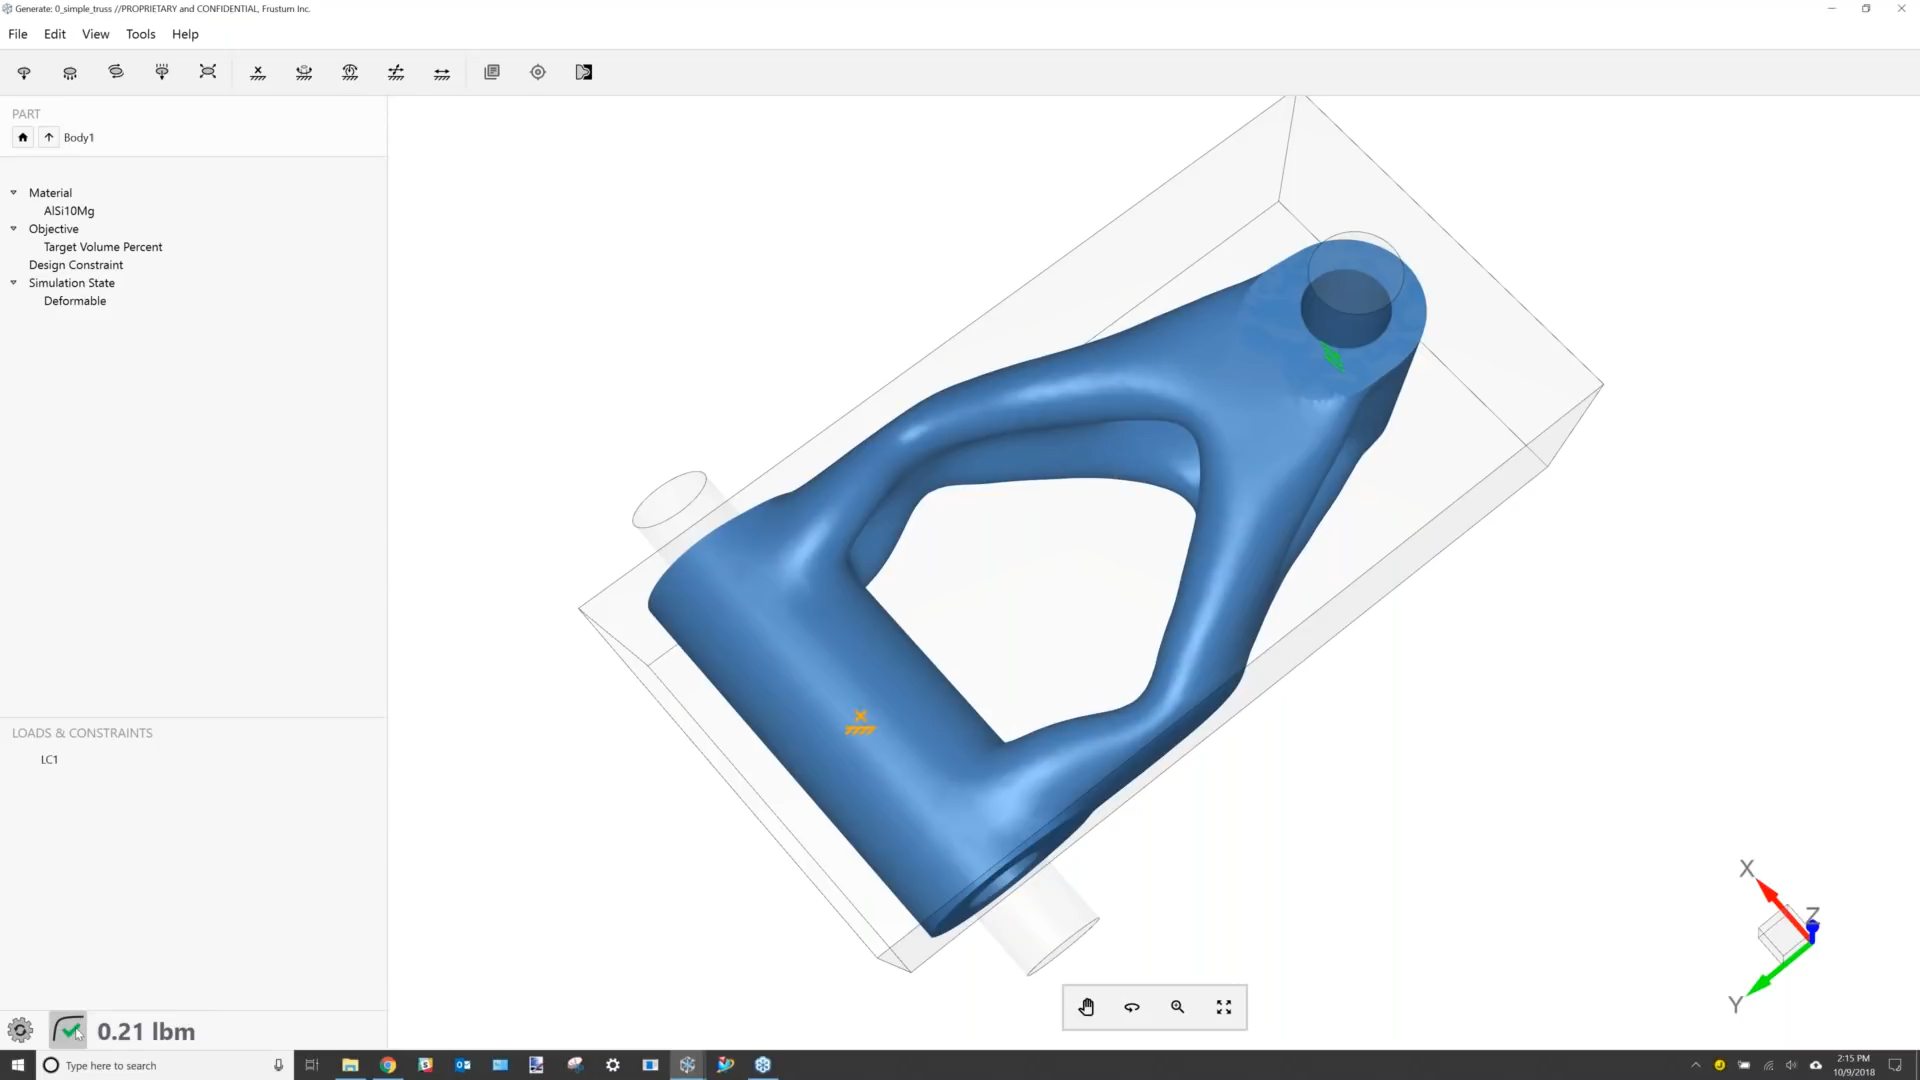 Generate: 0_simple_truss //PROPRIETARY and CONFIDENTIAL, Frustum Inc.
File Edit View Tools Help
PART
Body1
Material
AlSi10Mg
Objective
Target Volume Percent
Design Constraint
Simulation State
Deformable
LOADS & CONSTRAINTS
LC1
X
Z
Y
0.21 lbm
Type here to search
2:15 PM
10/9/2018